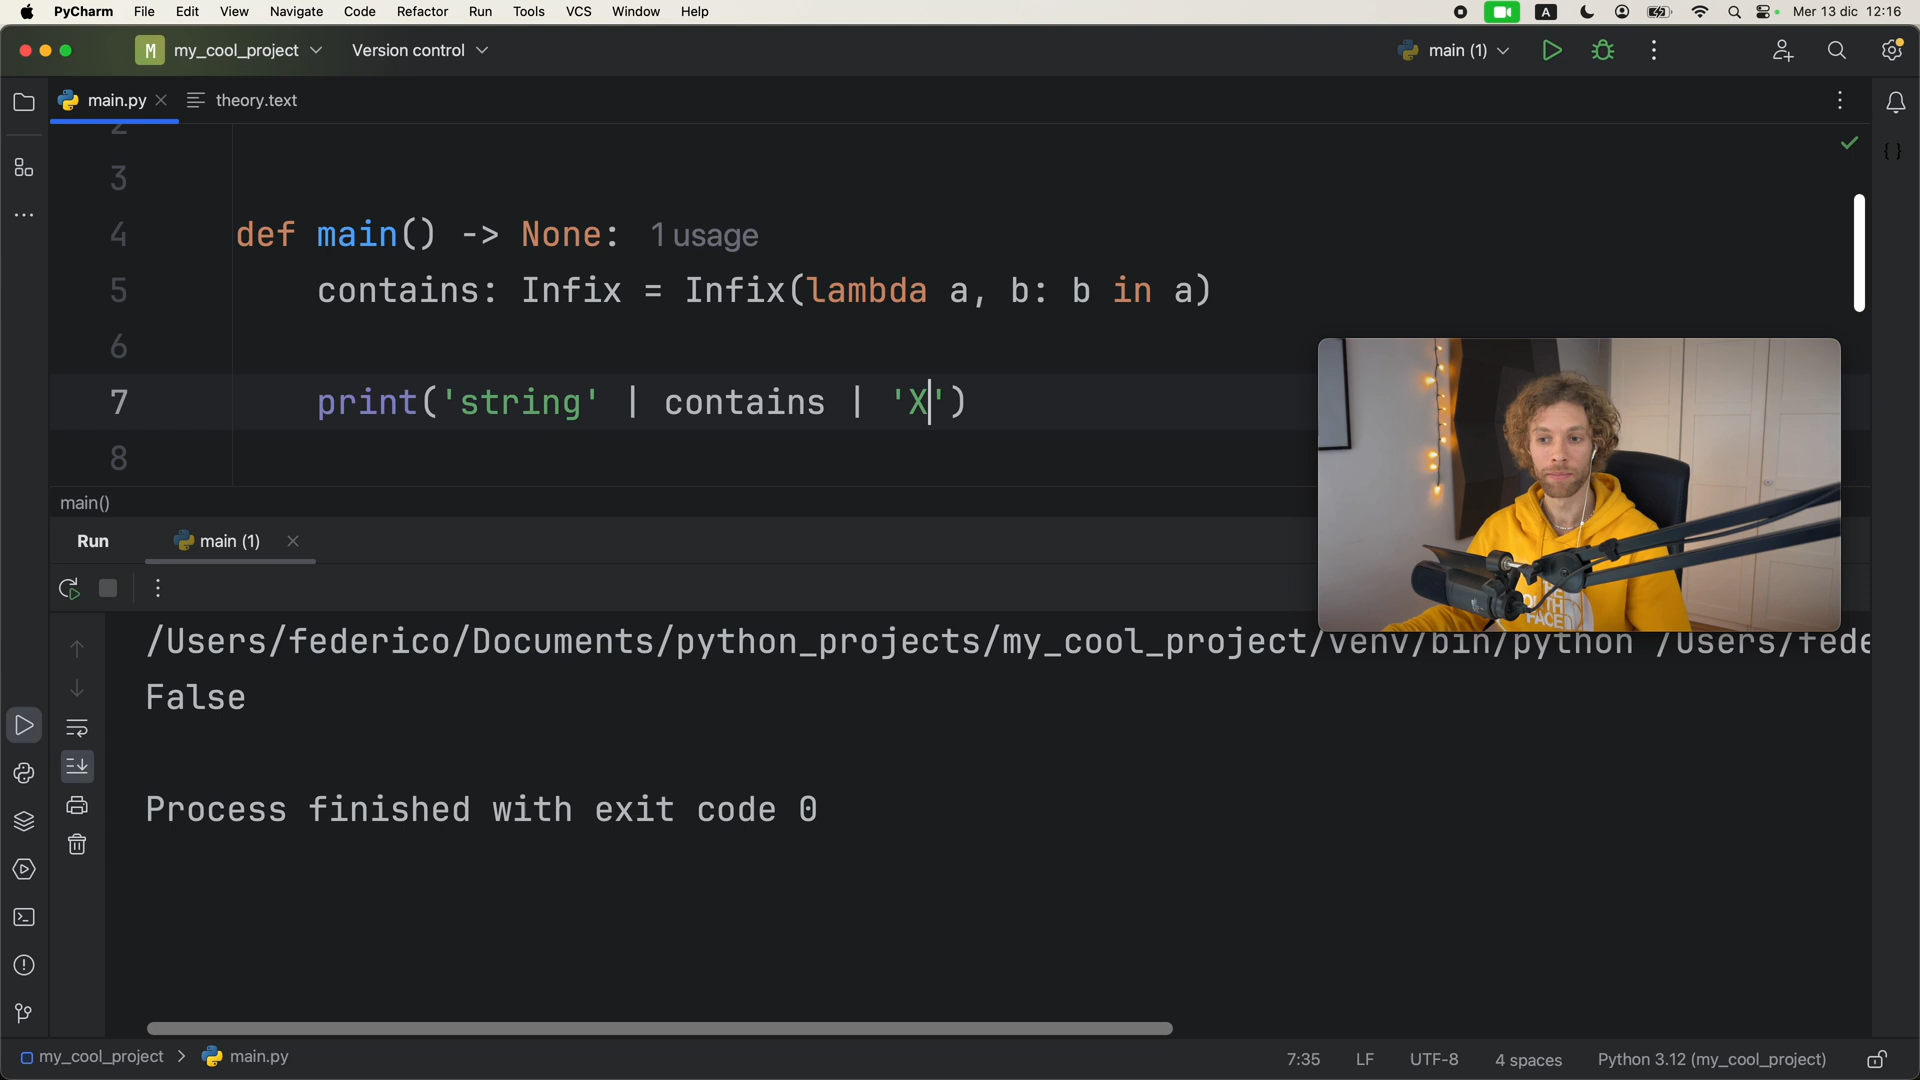 PyCharm File Edit View Navigate Code Refactor Run Tools VCS Window Help A Mer 13 dic 12:16
M my_cool_project Version control main (1)
main.py theory.text
2
3
4 def main() -> None: 1 usage
5 contains: Infix = Infix(lambda a, b: b in a)
6
7 print('string' | contains | 'X')
8
main()
Run main (1)
/Users/federico/Documents/python_projects/my_cool_project/venv/bin/python /Users/fede
False
Process finished with exit code 0
my_cool_project > main.py 7:35 LF UTF-8 4 spaces Python 3.12 (my_cool_project)